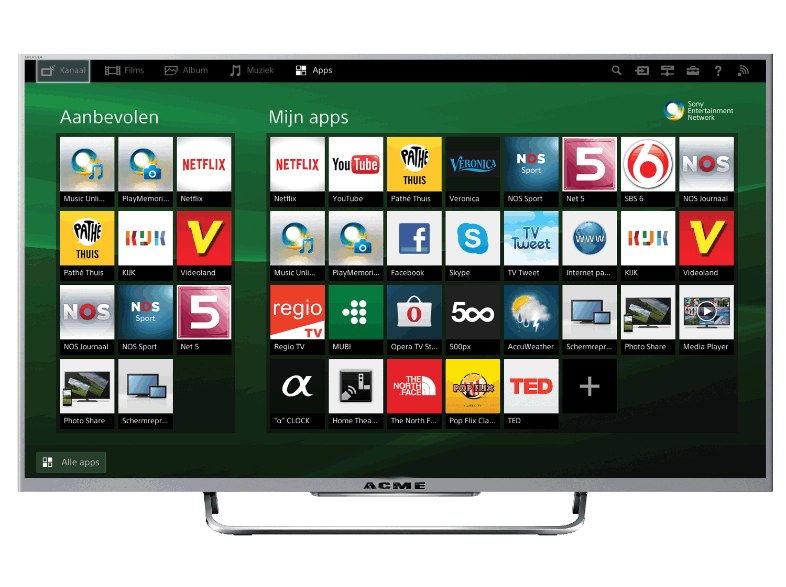 Kanaal Films Album Muziek Apps ?
Aanbevolen
Mijn apps
Sony
Entertainment
Network
NETFLIX
NETFLIX
You Tube
PATHÉ
THUIS
VERONICA
NOS
Sport
5
6
NOS
Music Unli... PlayMemori... Netflix
Netflix YouTube Pathé Thuis Veronica NOS Sport Net 5 SBS 6 NOS Journaal
PATHÉ
THUIS
KIJK
V
f
S
TV
Tweet
WWW
KIJK
V
Pathé Thuis KIJK Videoland
Music Unli... PlayMemori... Facebook Skype TV Tweet Internet pa... KIJK Videoland
NOS
NOS
Sport
5
regio
TV
O
500
NOS Journaal NOS Sport Net 5
Regio TV MUBI Opera TV St... 500px AccuWeather Schermrepr... Photo Share Media Player
α
THE
NORTH
FACE
POP FLIX
TED
+
Photo Share Schermrepr...
"α" CLOCK Home Thea... The North F... Pop Flix Cla... TED
Alle apps
ACME